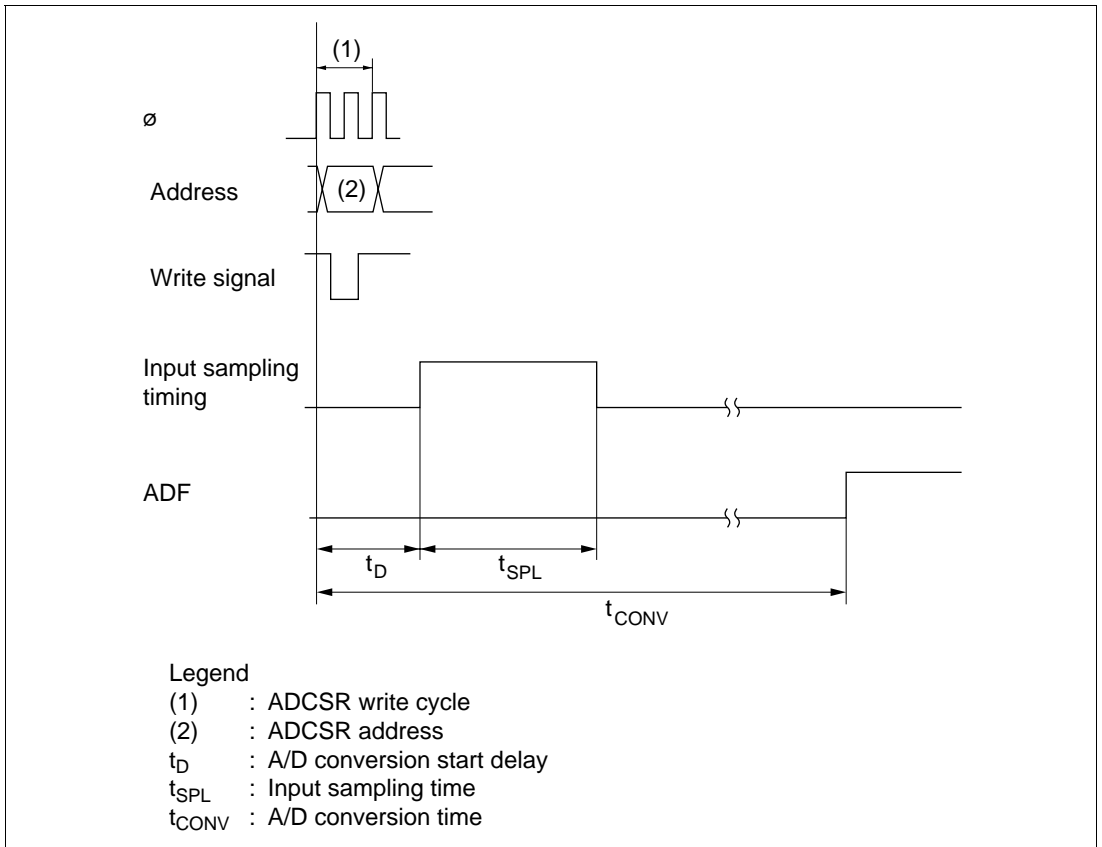 (1)
ø
Address
(2)
Write signal
Input sampling
timing
ADF
tD
tSPL
tCONV
Legend
(1) : ADCSR write cycle
(2) : ADCSR address
tD : A/D conversion start delay
tSPL : Input sampling time
tCONV : A/D conversion time